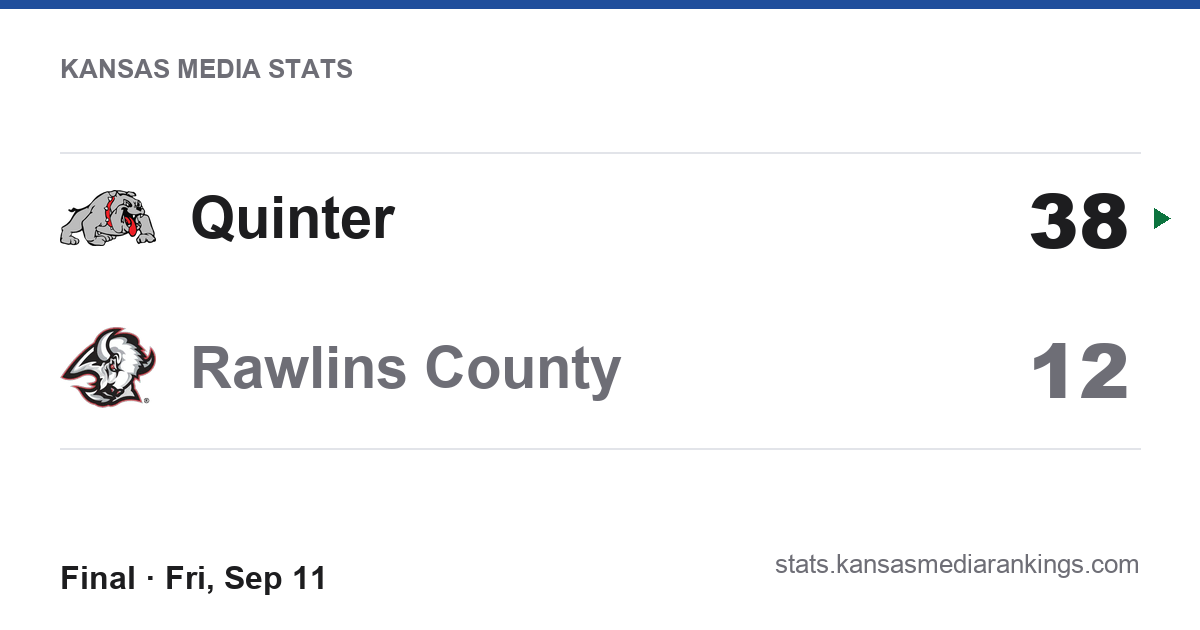 KANSAS MEDIA STATS
Quinter 38
Rawlins County 12
Final · Fri, Sep 11
stats.kansasmediarankings.com